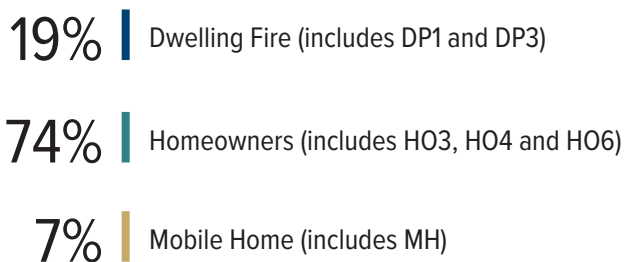 19% Dwelling Fire (includes DP1 and DP3)
74% Homeowners (includes HO3, HO4 and HO6)
7% Mobile Home (includes MH)